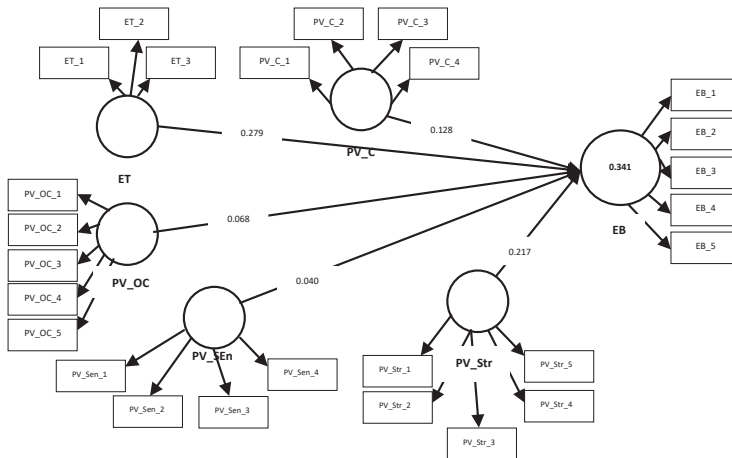 ET_2
PV_C_2
PV_C_3
ET_1
ET_3
PV_C_1
PV_C_4
EB_1
0.279
0.128
EB_2
PV_C
ET
0.341
EB_3
PV_OC_1
EB_4
PV_OC_2
0.068
EB
PV_OC_3
EB_5
0.217
PV_OC
0.040
PV_OC_4
PV_OC_5
PV_SEn
PV_Str
PV_Sen_1
PV_Sen_4
PV_Str_1
PV_Str_5
PV_Sen_2
PV_Sen_3
PV_Str_2
PV_Str_4
PV_Str_3